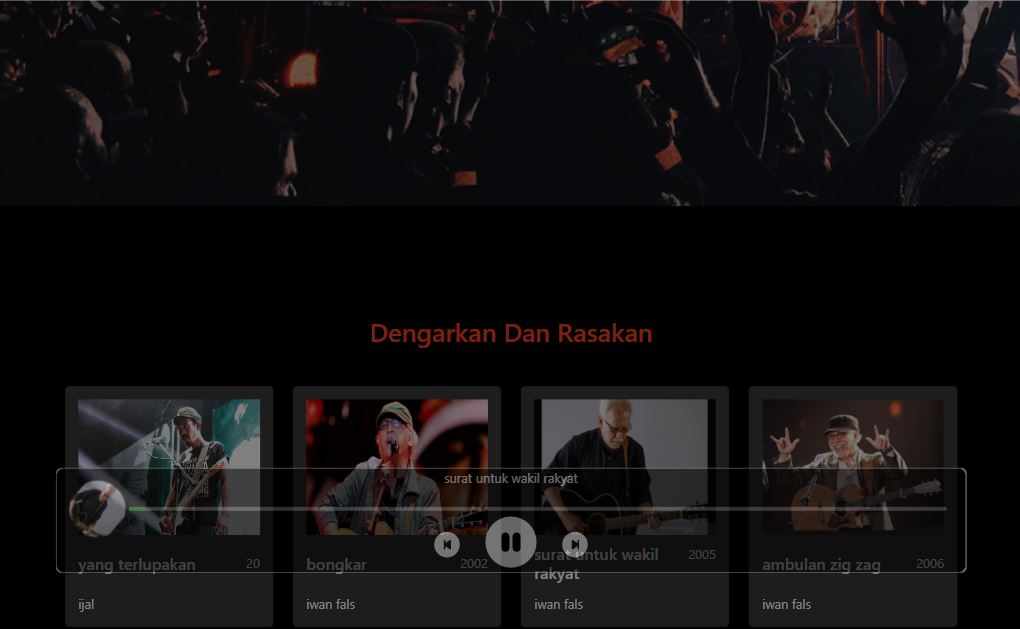 Dengarkan Dan Rasakan
surat untuk wakil rakyat
yang terlupakan 20
ijal
bongkar 2002
iwan fals
surat untuk wakil 2005
rakyat
iwan fals
ambulan zig zag 2006
iwan fals